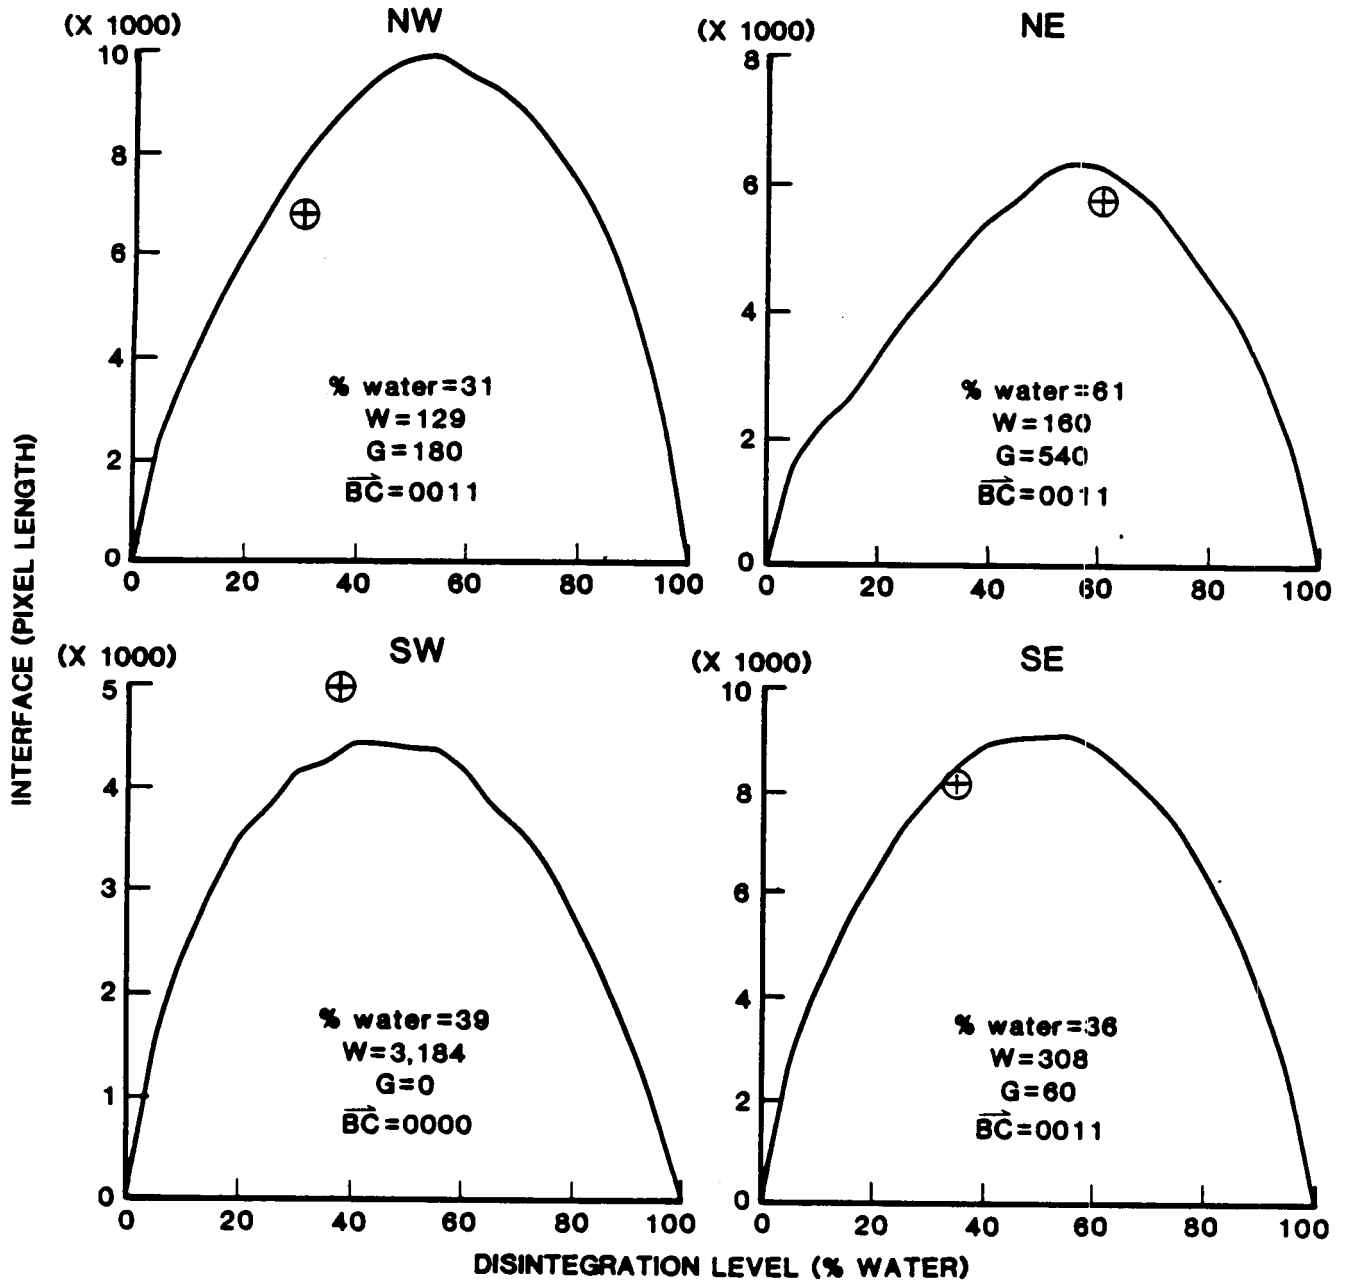 (X 1000)
NW
10
8
6
4
2
0
0 20 40 60 80 100
% water=31
W=129
G=180
BC=0011
(X 1000)
NE
8
6
4
2
0
0 20 40 60 80 100
% water=61
W=160
G=540
BC=0011
INTERFACE (PIXEL LENGTH)
(X 1000)
SW
5
4
3
2
1
0
0 20 40 60 80 100
% water=39
W=3,184
G=0
BC=0000
(X 1000)
SE
10
8
6
4
2
0
0 20 40 60 80 100
% water=36
W=308
G=60
BC=0011
DISINTEGRATION LEVEL (% WATER)